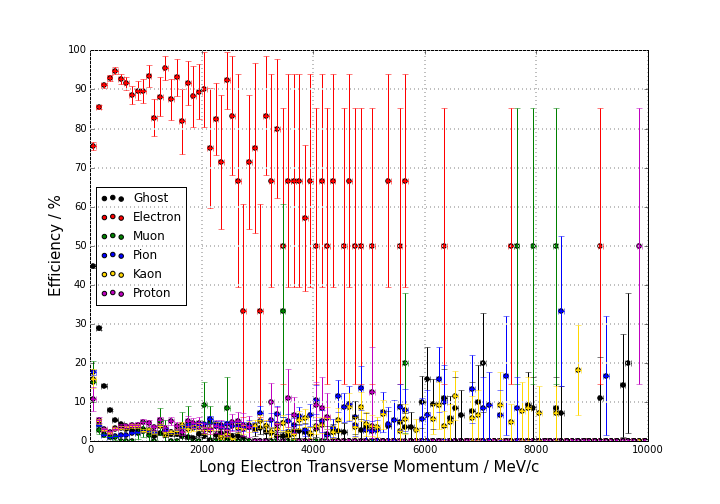 100
90
80
70
60
50
40
30
20
10
0
Efficiency / %
Ghost
Electron
Muon
Pion
Kaon
Proton
0 2000 4000 6000 8000 10000
Long Electron Transverse Momentum / MeV/c